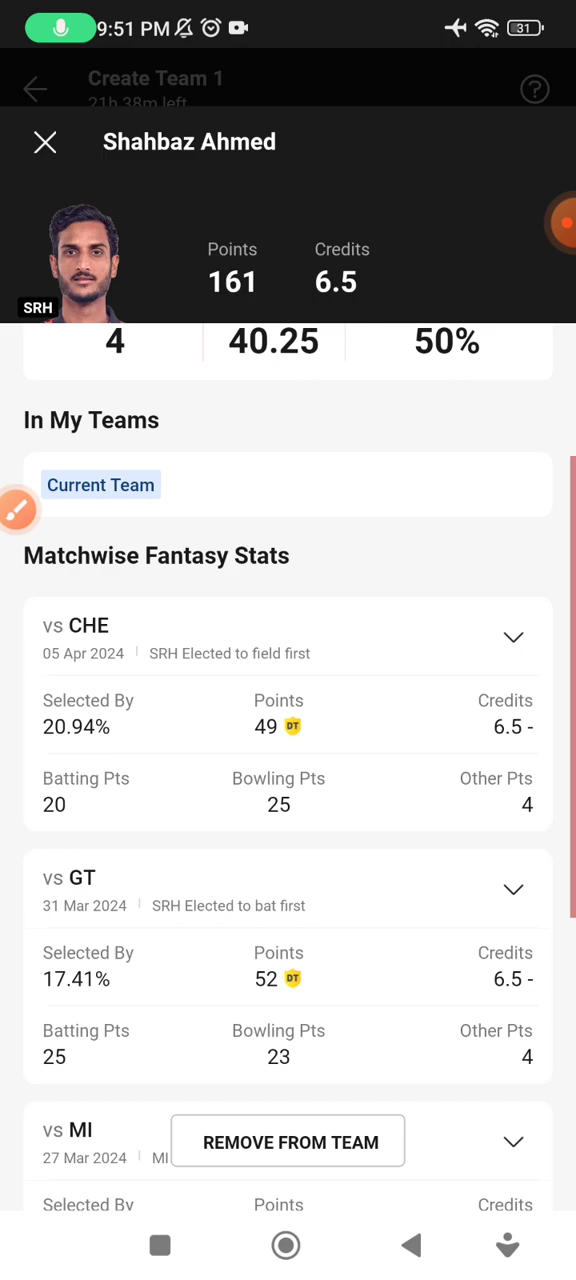 9:51 PM
31
Create Team 1
21h 38m left
Shahbaz Ahmed
Points
Credits
161
6.5
SRH
4
40.25
50%
In My Teams
Current Team
Matchwise Fantasy Stats
vs CHE
05 Apr 2024 | SRH Elected to field first
Selected By
Points
Credits
20.94%
49 DT
6.5 -
Batting Pts
Bowling Pts
Other Pts
20
25
4
vs GT
31 Mar 2024 | SRH Elected to bat first
Selected By
Points
Credits
17.41%
52 DT
6.5 -
Batting Pts
Bowling Pts
Other Pts
25
23
4
vs MI
27 Mar 2024 | MI
REMOVE FROM TEAM
Selected By
Points
Credits